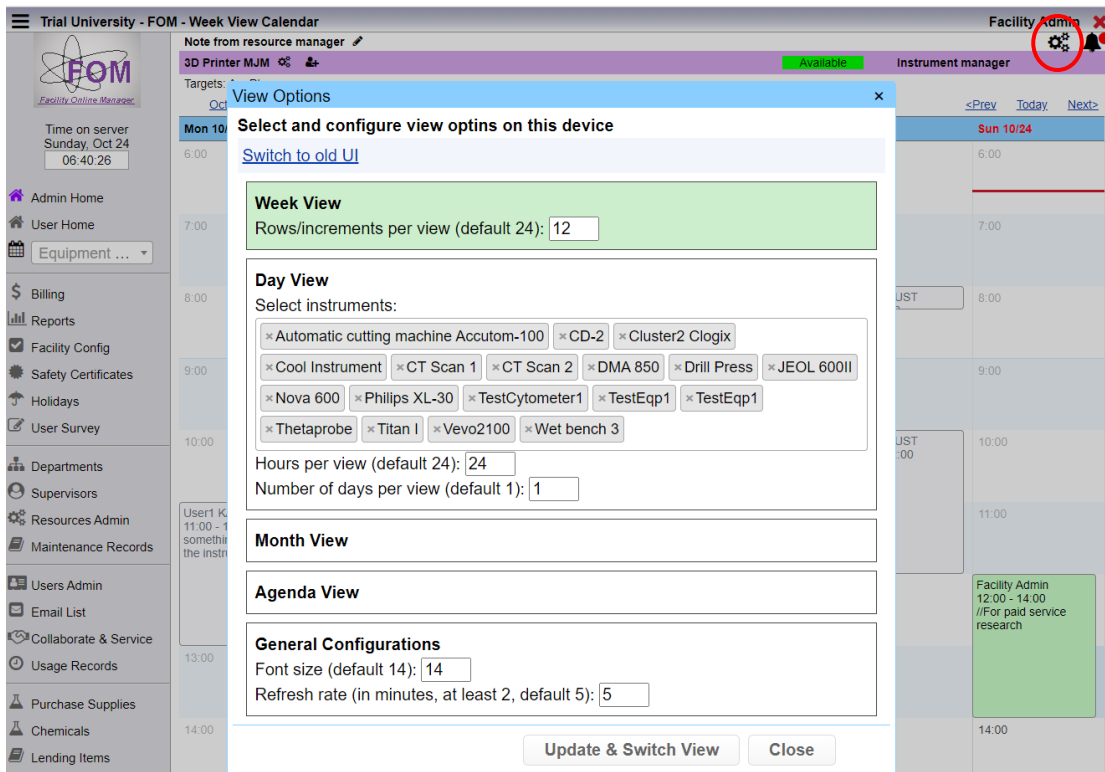 Trial University - FOM - Week View Calendar
Facility Admin
FOM
Facility Online Manager
Time on server
Sunday, Oct 24
06:40:26
Admin Home
User Home
Equipment ...
Billing
Reports
Facility Config
Safety Certificates
Holidays
User Survey
Departments
Supervisors
Resources Admin
Maintenance Records
Users Admin
Email List
Collaborate & Service
Usage Records
Purchase Supplies
Chemicals
Lending Items
Note from resource manager
3D Printer MJM
Available
Instrument manager
Targets:
Oct
<Prev Today Next>
Mon 10/
Sun 10/24
6:00
7:00
8:00
9:00
10:00
User1 K
11:00 - 1
somethin
the instr
13:00
14:00
View Options ×
Select and configure view optins on this device
Switch to old UI
Week View
Rows/increments per view (default 24): 12
Day View
Select instruments:
×Automatic cutting machine Accutom-100 ×CD-2 ×Cluster2 Clogix
×Cool Instrument ×CT Scan 1 ×CT Scan 2 ×DMA 850 ×Drill Press ×JEOL 600II
×Nova 600 ×Philips XL-30 ×TestCytometer1 ×TestEqp1 ×TestEqp1
×Thetaprobe ×Titan I ×Vevo2100 ×Wet bench 3
Hours per view (default 24): 24
Number of days per view (default 1): 1
Month View
Agenda View
General Configurations
Font size (default 14): 14
Refresh rate (in minutes, at least 2, default 5): 5
Update & Switch View Close
UST
UST
:00
6:00
7:00
8:00
9:00
10:00
11:00
Facility Admin
12:00 - 14:00
//For paid service
research
14:00